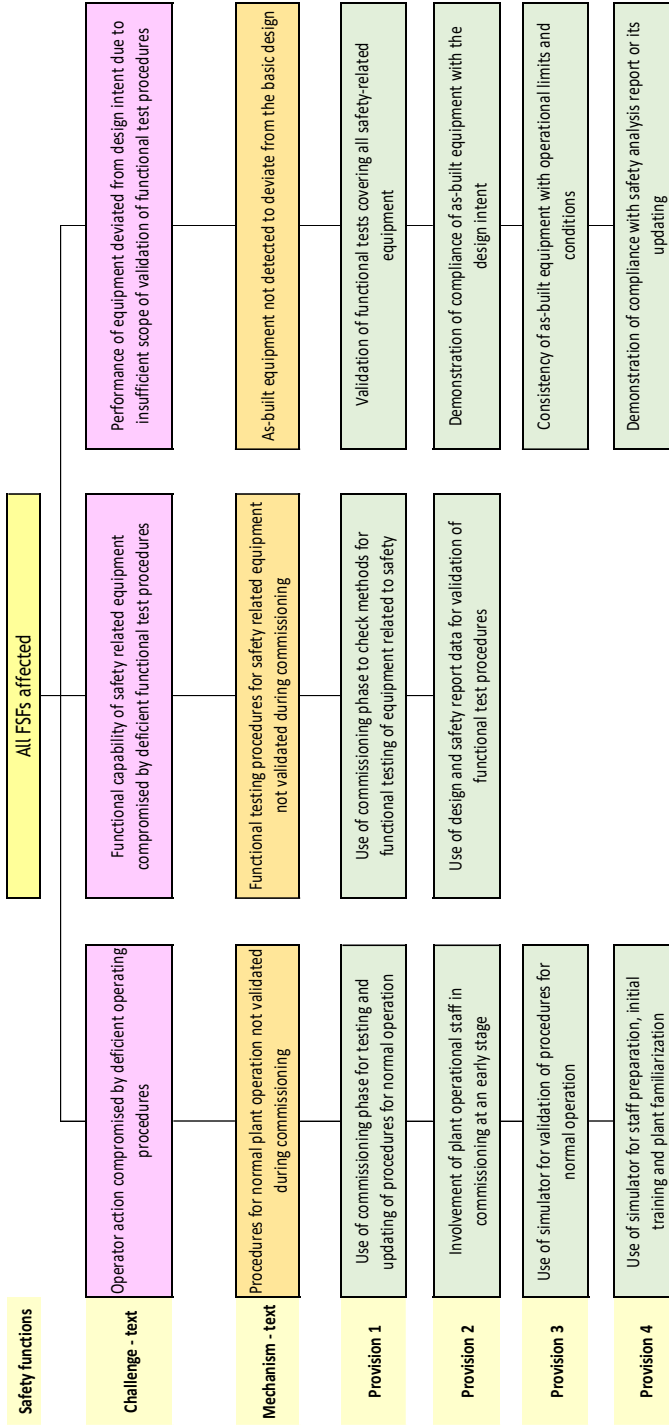 Safety functions
All FSFs affected
Challenge - text
Operator action compromised by deficient operating
procedures
Functional capability of safety related equipment
compromised by deficient functional test procedures
Performance of equipment deviated from design intent due to
insufficient scope of validation of functional test procedures
Mechanism - text
Procedures for normal plant operation not validated
during commissioning
Functional testing procedures for safety related equipment
not validated during commissioning
As-built equipment not detected to deviate from the basic design
Provision 1
Use of commissioning phase for testing and
updating of procedures for normal operation
Use of commissioning phase to check methods for
functional testing of equipment related to safety
Validation of functional tests covering all safety-related
equipment
Provision 2
Involvement of plant operational staff in
commissioning at an early stage
Use of design and safety report data for validation of
functional test procedures
Demonstration of compliance of as-built equipment with the
design intent
Provision 3
Use of simulator for validation of procedures for
normal operation
Consistency of as-built equipment with operational limits and
conditions
Provision 4
Use of simulator for staff preparation, initial
training and plant familiarization
Demonstration of compliance with safety analysis report or its
updating